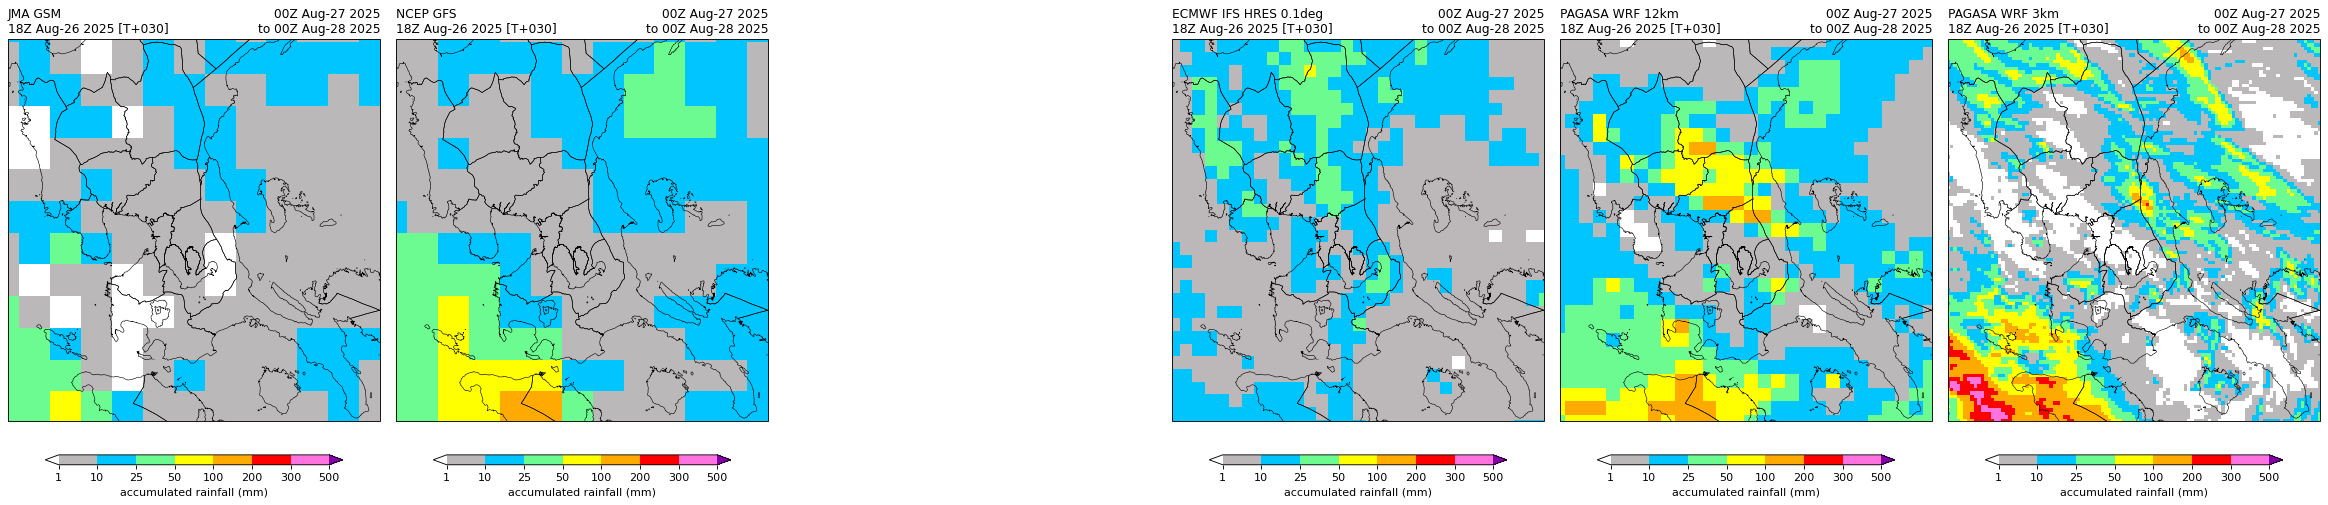 JMA GSM 00Z Aug-27 2025
18Z Aug-26 2025 [T+030] to 00Z Aug-28 2025
1 10 25 50 100 200 300 500
accumulated rainfall (mm)
NCEP GFS 00Z Aug-27 2025
18Z Aug-26 2025 [T+030] to 00Z Aug-28 2025
1 10 25 50 100 200 300 500
accumulated rainfall (mm)
ECMWF IFS HRES 0.1deg 00Z Aug-27 2025
18Z Aug-26 2025 [T+030] to 00Z Aug-28 2025
1 10 25 50 100 200 300 500
accumulated rainfall (mm)
PAGASA WRF 12km 00Z Aug-27 2025
18Z Aug-26 2025 [T+030] to 00Z Aug-28 2025
1 10 25 50 100 200 300 500
accumulated rainfall (mm)
PAGASA WRF 3km 00Z Aug-27 2025
18Z Aug-26 2025 [T+030] to 00Z Aug-28 2025
1 10 25 50 100 200 300 500
accumulated rainfall (mm)